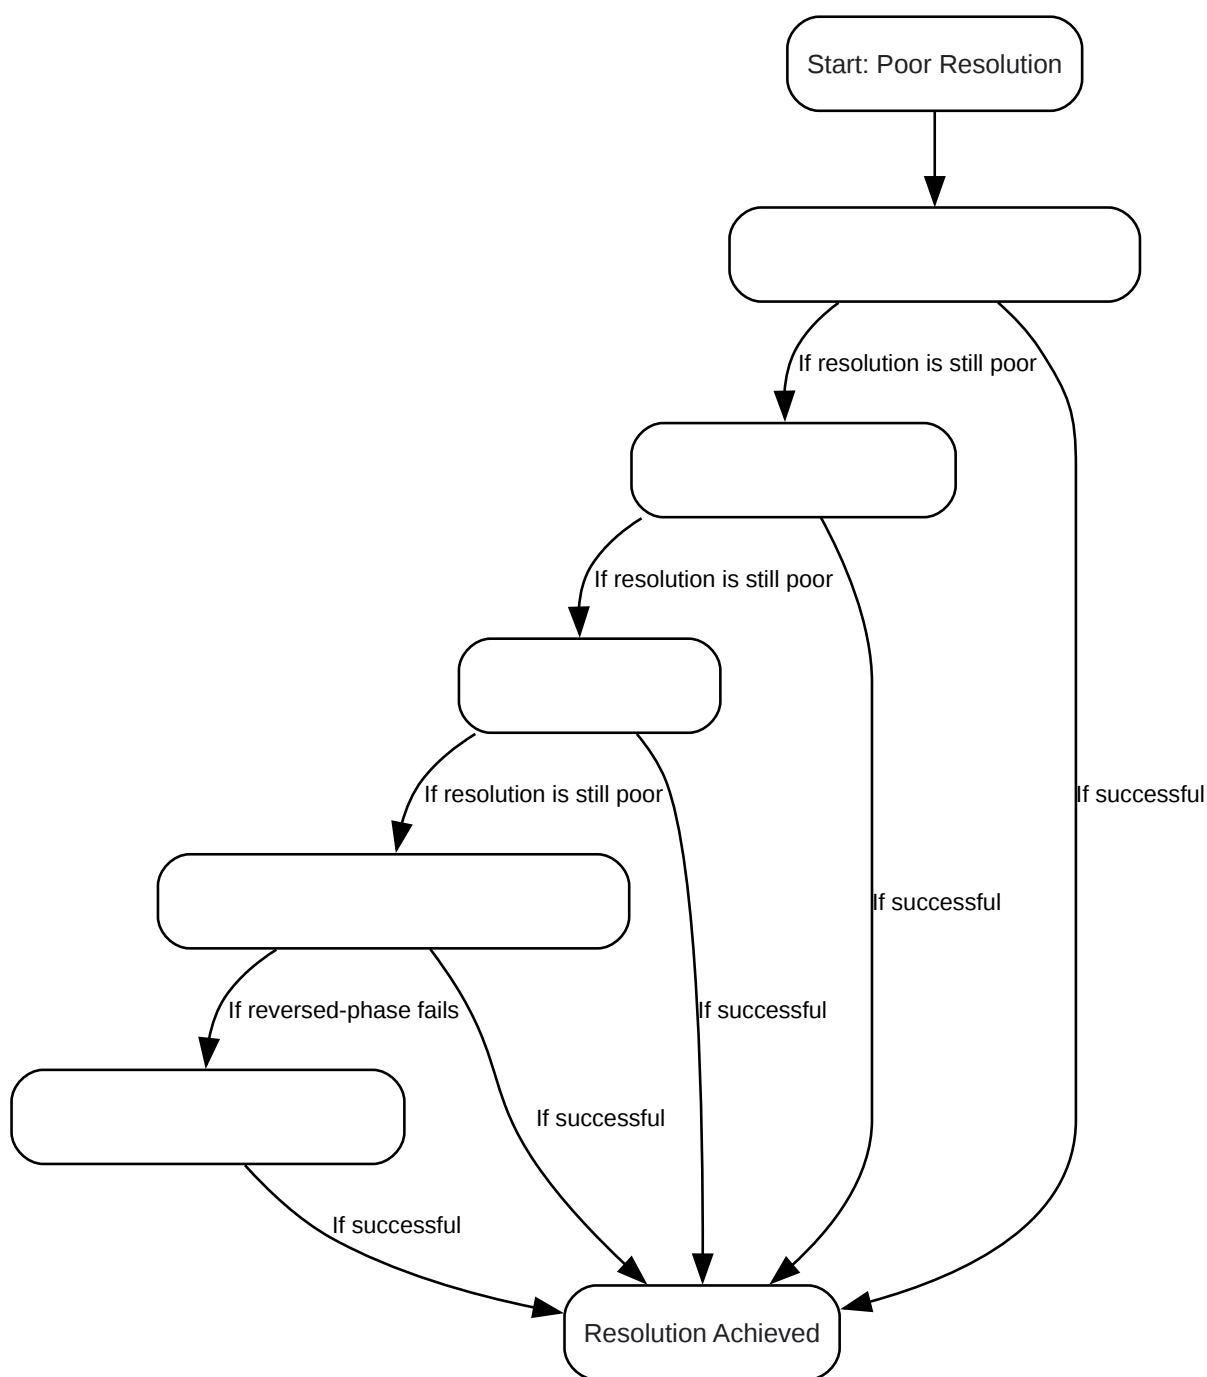 Start: Poor Resolution
If resolution is still poor
If resolution is still poor
If resolution is still poor
If successful
If successful
If reversed-phase fails
If successful
If successful
If successful
Resolution Achieved